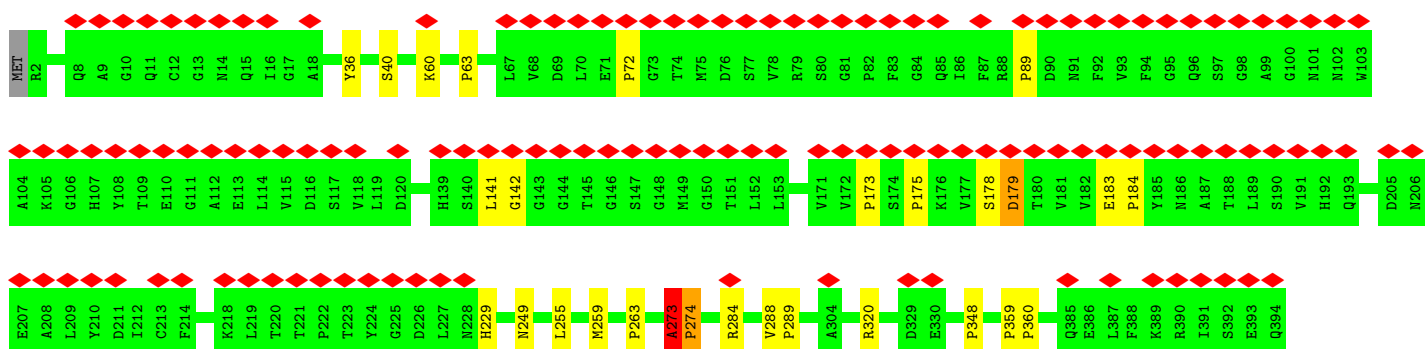 MET R2 Q8 A9 G10 Q11 C12 G13 N14 Q15 I16 G17 A18 Y36 S40 K60 P63 L67 V68 D69 L70 E71 P72 G73 T74 M75 D76 S77 V78 R79 S80 G81 P82 F83 G84 Q85 I86 F87 R88 P89 D90 N91 F92 V93 F94 G95 Q96 S97 G98 A99 G100 N101 N102 W103
A104 K105 G106 H107 Y108 T109 E110 G111 A112 E113 L114 V115 D116 S117 V118 L119 D120 H139 S140 L141 G142 G143 G144 T145 G146 S147 G148 M149 G150 T151 L152 L153 V171 V172 P173 S174 P175 K176 V177 S178 D179 T180 V181 V182 E183 P184 Y185 N186 A187 T188 L189 S190 V191 H192 Q193 D205 N206
E207 A208 L209 Y210 D211 I212 C213 F214 K218 L219 T220 T221 P222 T223 Y224 G225 D226 L227 N228 H229 N249 L255 M259 P263 A273 P274 R284 V288 P289 A304 R320 D329 E330 P348 P359 P360 Q385 E386 L387 F388 K389 R390 I391 S392 E393 Q394